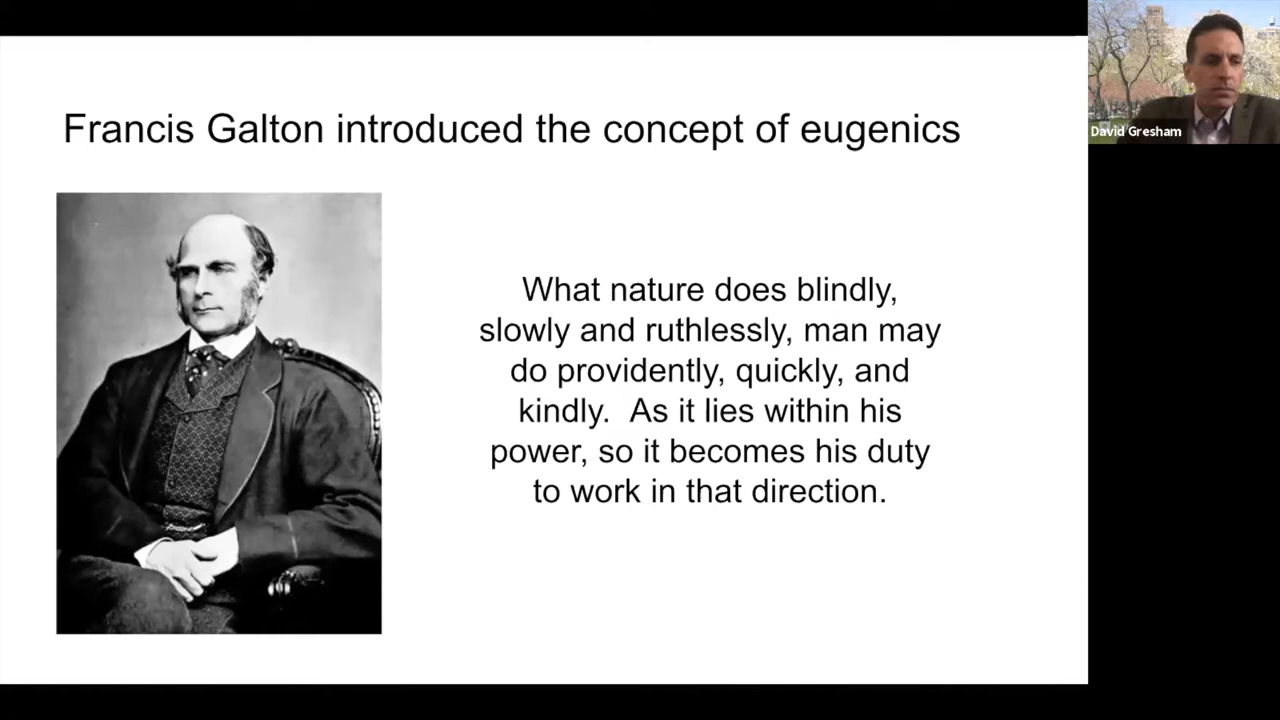 Francis Galton introduced the concept of eugenics
What nature does blindly,
slowly and ruthlessly, man may
do providently, quickly, and
kindly.  As it lies within his
power, so it becomes his duty
to work in that direction.
David Gresham